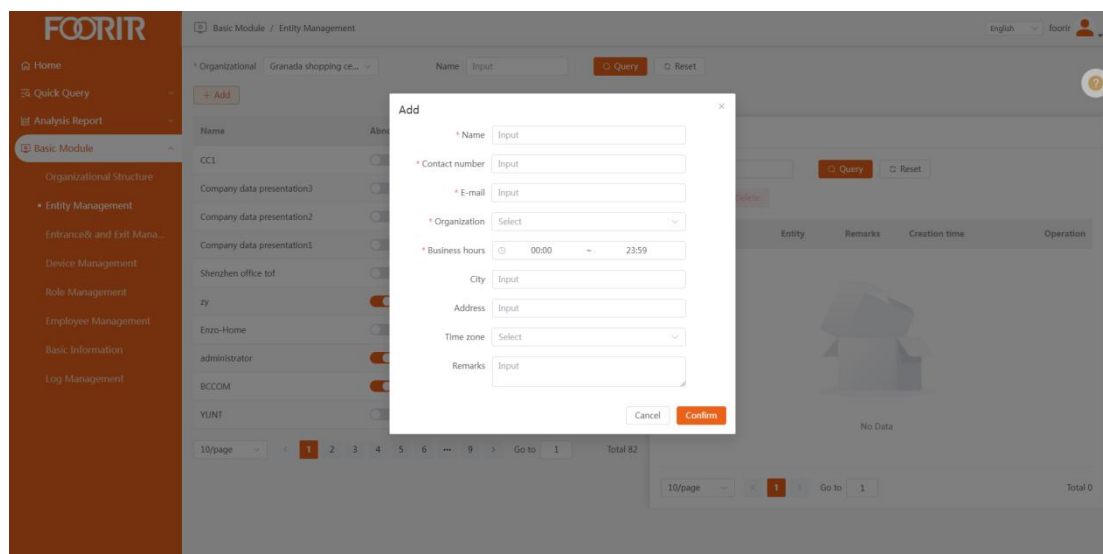 FOORIR
Basic Module / Entity Management
English
foorir
Home
Quick Query
Analysis Report
Basic Module
Organizational Structure
Entity Management
Entrance& and Exit Mana...
Device Management
Role Management
Employee Management
Basic Information
Log Management
* Organizational Granada shopping ce... Name Input Query Reset
+ Add
Name
CC1
Company data presentation3
Company data presentation2
Company data presentation1
Shenzhen office tof
zy
Enzo-Home
administrator
BCCOM
YUNT
10/page < 1 2 3 4 5 6 ••• 9 > Go to 1 Total 82
Add ×
* Name Input
* Contact number Input
* E-mail Input
* Organization Select
* Business hours 00:00 ~ 23:59
City Input
Address Input
Time zone Select
Remarks Input
Cancel Confirm
Query Reset
Delete
Entity Remarks Creation time Operation
No Data
10/page < 1 > Go to 1 Total 0
?